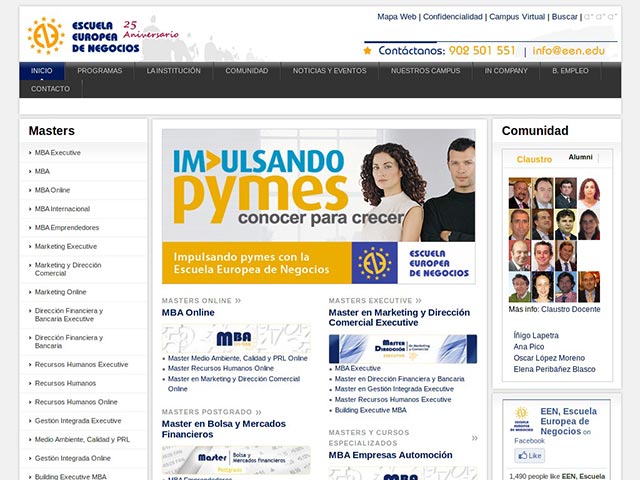 Mapa Web | Confidencialidad | Campus Virtual | Buscar |
ESCUELA
EUROPEA
DE NEGOCIOS
25
Aniversario
Contáctanos: 902 501 551 | info@een.edu
INICIO PROGRAMAS LA INSTITUCIÓN COMUNIDAD NOTICIAS Y EVENTOS NUESTROS CAMPUS IN COMPANY B. EMPLEO
CONTACTO
Masters
MBA Executive
MBA
MBA Online
MBA Internacional
MBA Emprendedores
Marketing Executive
Marketing y Dirección
Comercial
Marketing Online
Dirección Financiera y
Bancaria Executive
Dirección Financiera y
Bancaria
Recursos Humanos Executive
Recursos Humanos
Recursos Humanos Online
Gestión Integrada Executive
Medio Ambiente, Calidad y PRL
Gestión Integrada Online
Building Executive MBA
IMPULSANDO
pymes
conocer para crecer
Impulsando pymes con la
Escuela Europea de Negocios
ESCUELA
EUROPEA
DE NEGOCIOS
MASTERS ONLINE »
MBA Online
MBA
Master Medio Ambiente, Calidad y PRL Online
Master Recursos Humanos Online
Master en Marketing y Dirección Comercial
Online
MASTERS POSTGRADO »
Master en Bolsa y Mercados
Financieros
Master Bolsa y
Mercados financieros
Postgrado
MBA Emprendedores
MASTERS EXECUTIVE »
Master en Marketing y Dirección
Comercial Executive
Master
Dirección de Marketing y
Comercial
MBA Executive
Master en Dirección Financiera y Bancaria
Master en Gestión Integrada Executive
Master Recursos Humanos Executive
Building Executive MBA
MASTERS Y CURSOS
ESPECIALIZADOS »
MBA Empresas Automoción
MBA
Comunidad
Claustro Alumni
Más info: Claustro Docente
Íñigo Lapetra
Ana Pico
Oscar López Moreno
Elena Peribáñez Blasco
ESCUELA
EUROPEA
DE NEGOCIOS
EEN, Escuela
Europea de
Negocios on
Facebook
Like
1,490 people like EEN, Escuela